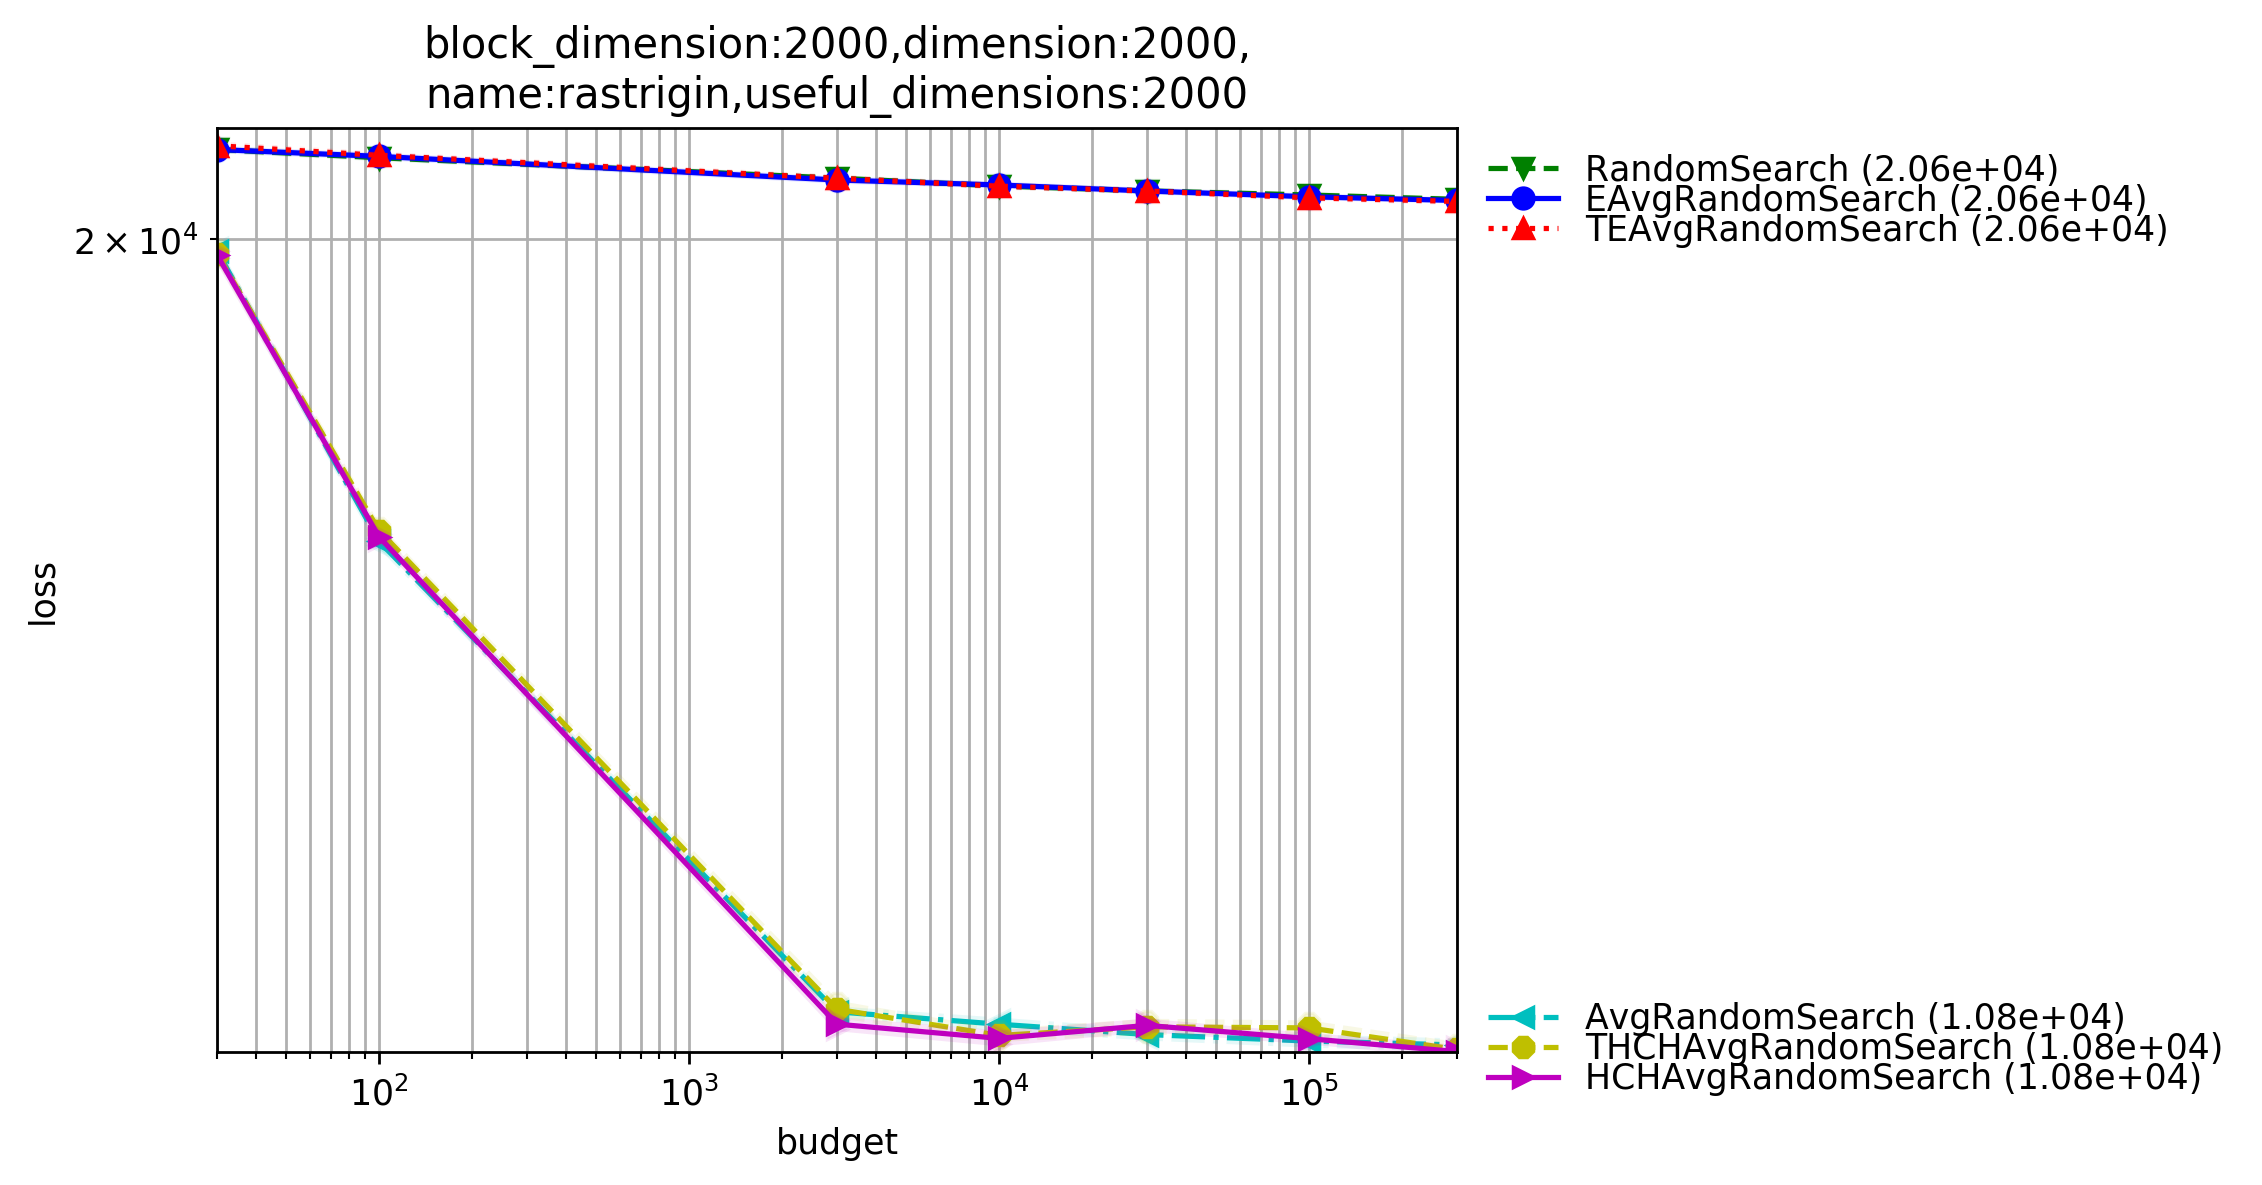 block_dimension:2000,dimension:2000,
name:rastrigin,useful_dimensions:2000
2 × 10⁴
loss
10²
10³
10⁴
10⁵
budget
RandomSearch (2.06e+04)
EAvgRandomSearch (2.06e+04)
TEAvgRandomSearch (2.06e+04)
AvgRandomSearch (1.08e+04)
THCHAvgRandomSearch (1.08e+04)
HCHAvgRandomSearch (1.08e+04)